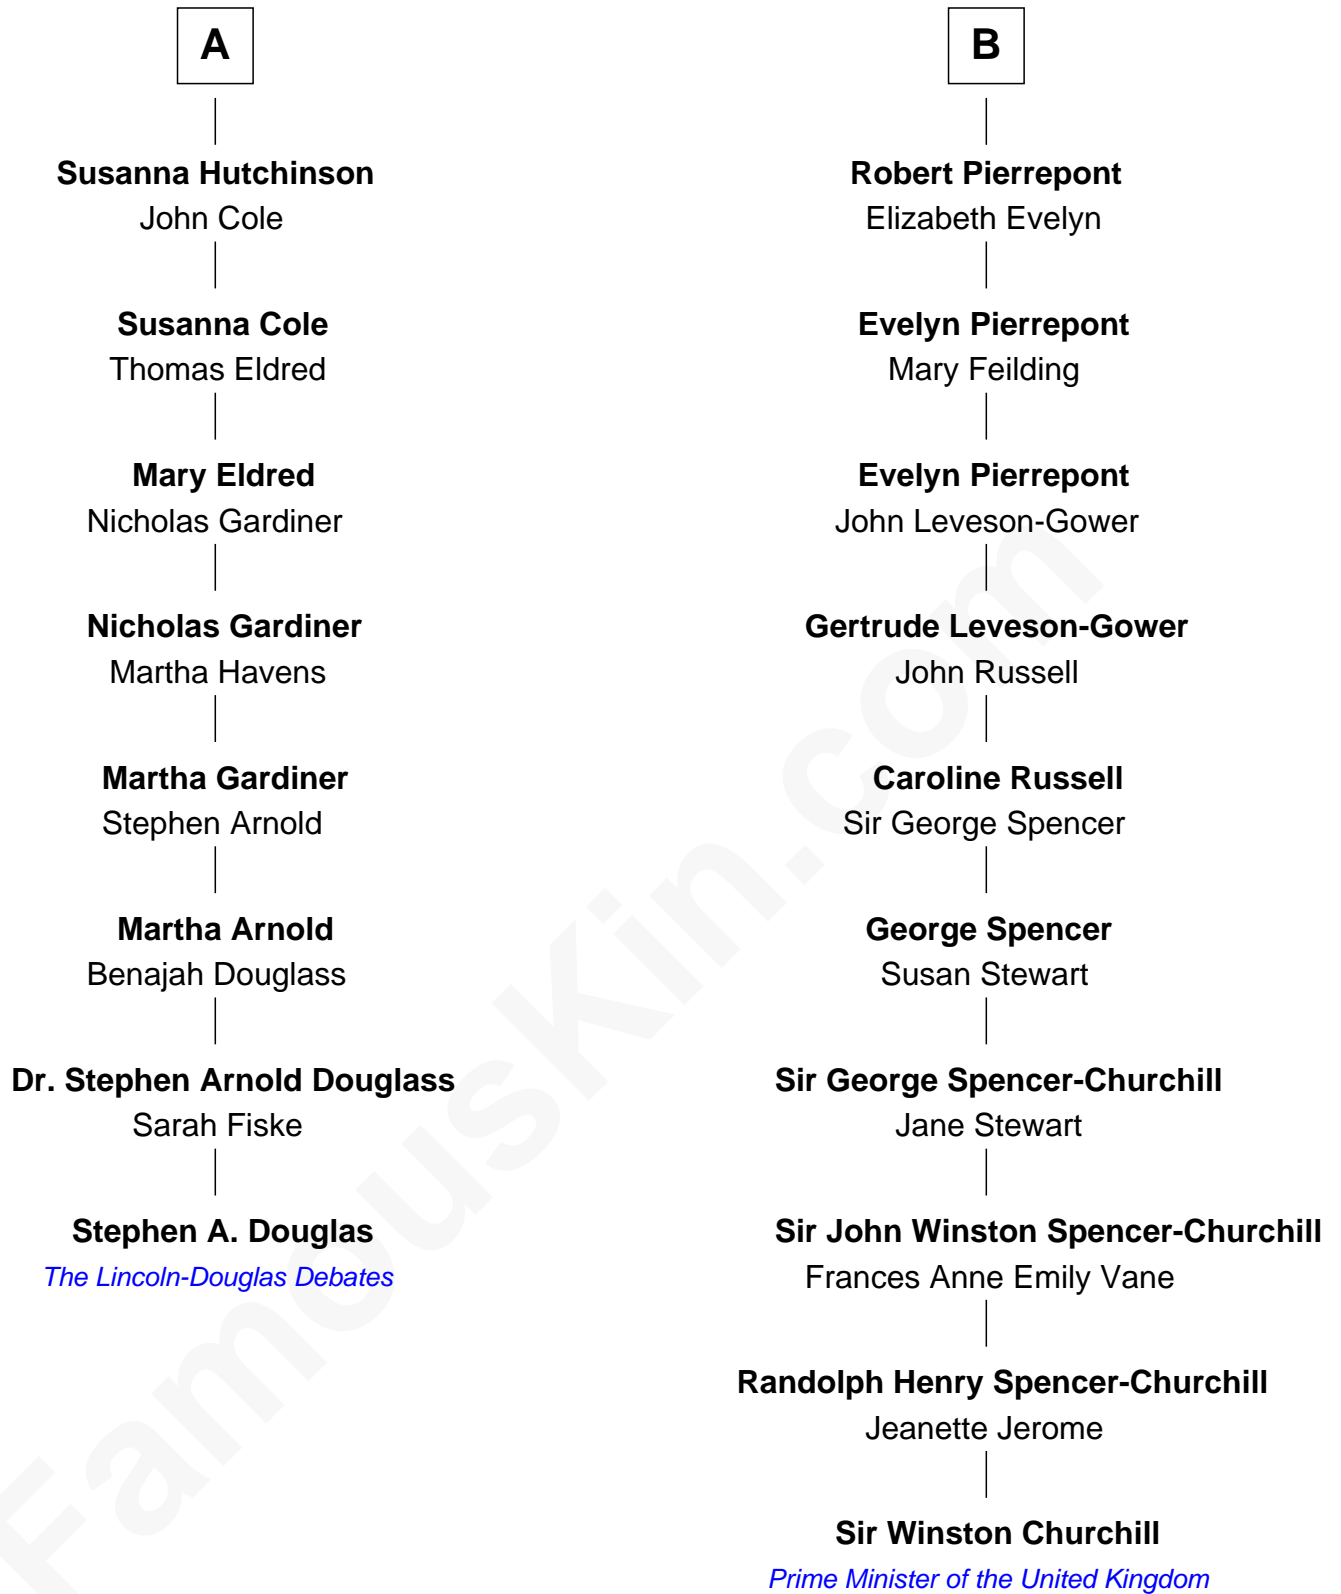 A
Susanna Hutchinson
John Cole
Susanna Cole
Thomas Eldred
Mary Eldred
Nicholas Gardiner
Nicholas Gardiner
Martha Havens
Martha Gardiner
Stephen Arnold
Martha Arnold
Benajah Douglass
Dr. Stephen Arnold Douglass
Sarah Fiske
Stephen A. Douglas
The Lincoln-Douglas Debates
B
Robert Pierrepont
Elizabeth Evelyn
Evelyn Pierrepont
Mary Feilding
Evelyn Pierrepont
John Leveson-Gower
Gertrude Leveson-Gower
John Russell
Caroline Russell
Sir George Spencer
George Spencer
Susan Stewart
Sir George Spencer-Churchill
Jane Stewart
Sir John Winston Spencer-Churchill
Frances Anne Emily Vane
Randolph Henry Spencer-Churchill
Jeanette Jerome
Sir Winston Churchill
Prime Minister of the United Kingdom
FamousKin.com